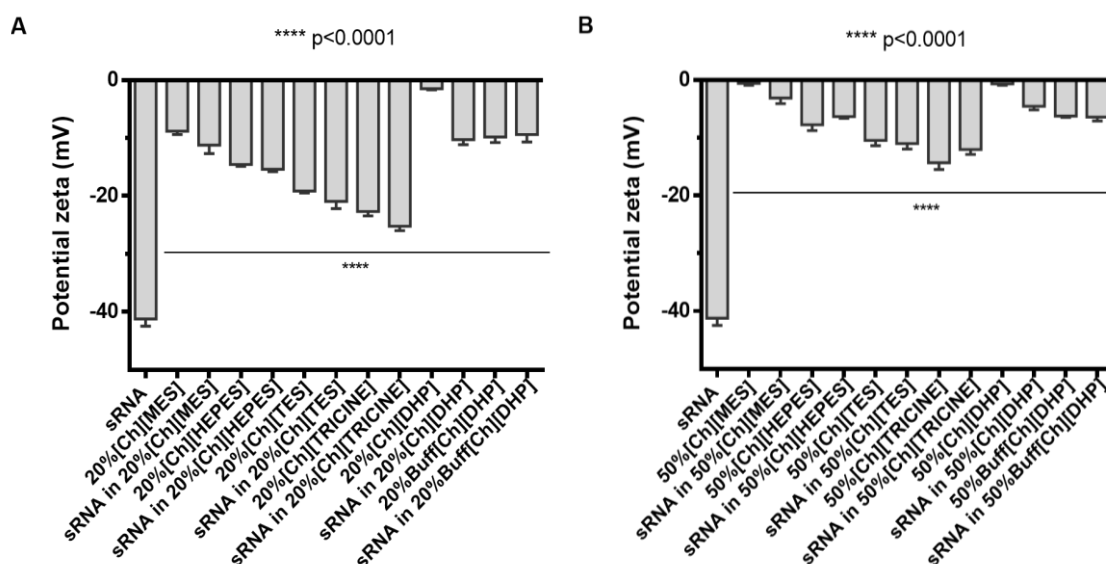 A
**** p<0.0001
Potential zeta (mV)
0
-20
-40
****
sRNA
20%[Ch][MES]
sRNA in 20%[Ch][MES]
20%[Ch][HEPES]
sRNA in 20%[Ch][HEPES]
20%[Ch][TES]
sRNA in 20%[Ch][TES]
20%[Ch][TRICINE]
sRNA in 20%[Ch][TRICINE]
20%[Ch][DHP]
sRNA in 20%[Ch][DHP]
20%Buff[Ch][DHP]
sRNA in 20%Buff[Ch][DHP]
B
**** p<0.0001
Potential zeta (mV)
0
-20
-40
****
sRNA
50%[Ch][MES]
sRNA in 50%[Ch][MES]
50%[Ch][HEPES]
sRNA in 50%[Ch][HEPES]
50%[Ch][TES]
sRNA in 50%[Ch][TES]
50%[Ch][TRICINE]
sRNA in 50%[Ch][TRICINE]
50%[Ch][DHP]
sRNA in 50%[Ch][DHP]
50%Buff[Ch][DHP]
sRNA in 50%Buff[Ch][DHP]